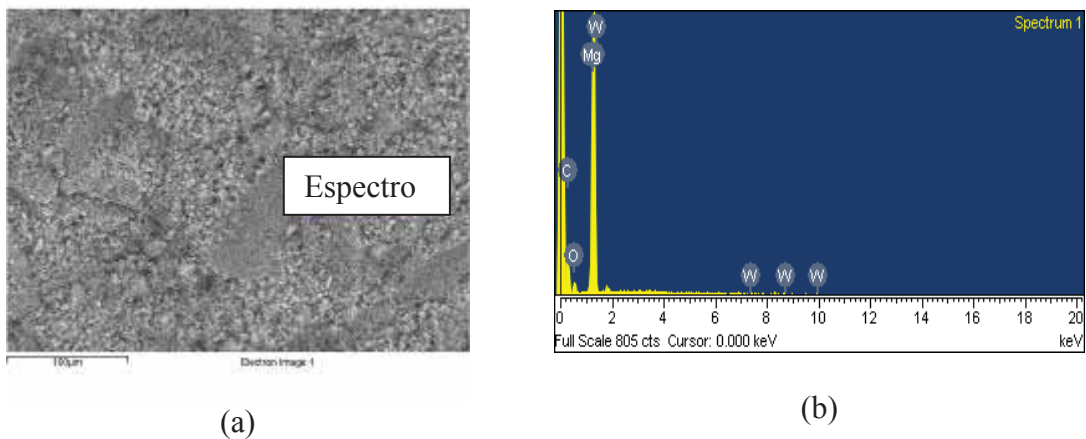 Espectro
100µm
Electron Image 1
(a)
Spectrum 1
W
Mg
C
O
W W W
0 2 4 6 8 10 12 14 16 18 20
Full Scale 805 cts Cursor: 0.000 keV
keV
(b)